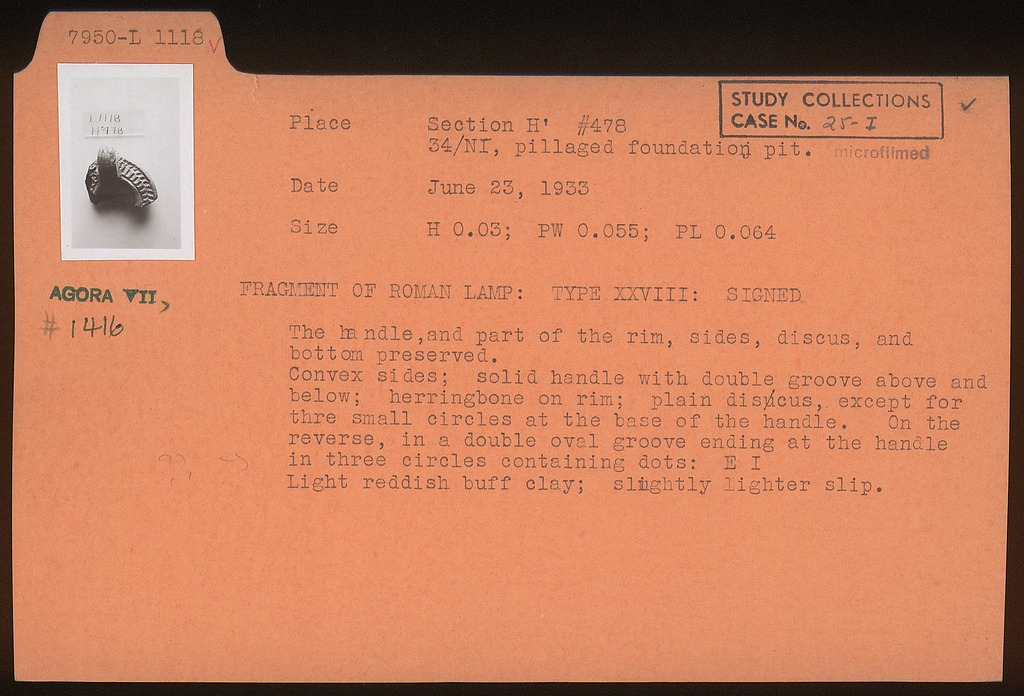 7950-L 1118 ✓
L 1118
H' 478
STUDY COLLECTIONS
CASE No. 25-I
✓
microfilmed
Place Section H' #478
34/NI, pillaged foundation pit.
Date June 23, 1933
Size H 0.03; PW 0.055; PL 0.064
AGORA VII,
# 1416
FRAGMENT OF ROMAN LAMP: TYPE XXVIII: SIGNED
The handle,and part of the rim, sides, discus, and
bottom preserved.
Convex sides; solid handle with double groove above and
below; herringbone on rim; plain discus, except for
thre small circles at the base of the handle. On the
reverse, in a double oval groove ending at the handle
in three circles containing dots: E I
Light reddish buff clay; slightly lighter slip.